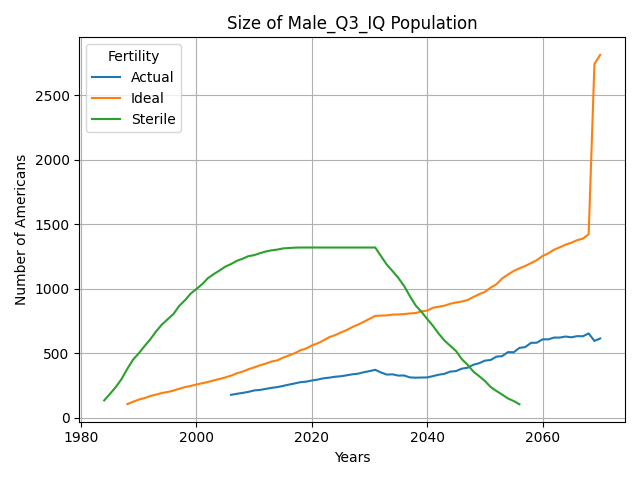 Size of Male_Q3_IQ Population
Fertility
Actual
Ideal
Sterile
Number of Americans
2500
2000
1500
1000
500
0
1980
2000
2020
2040
2060
Years